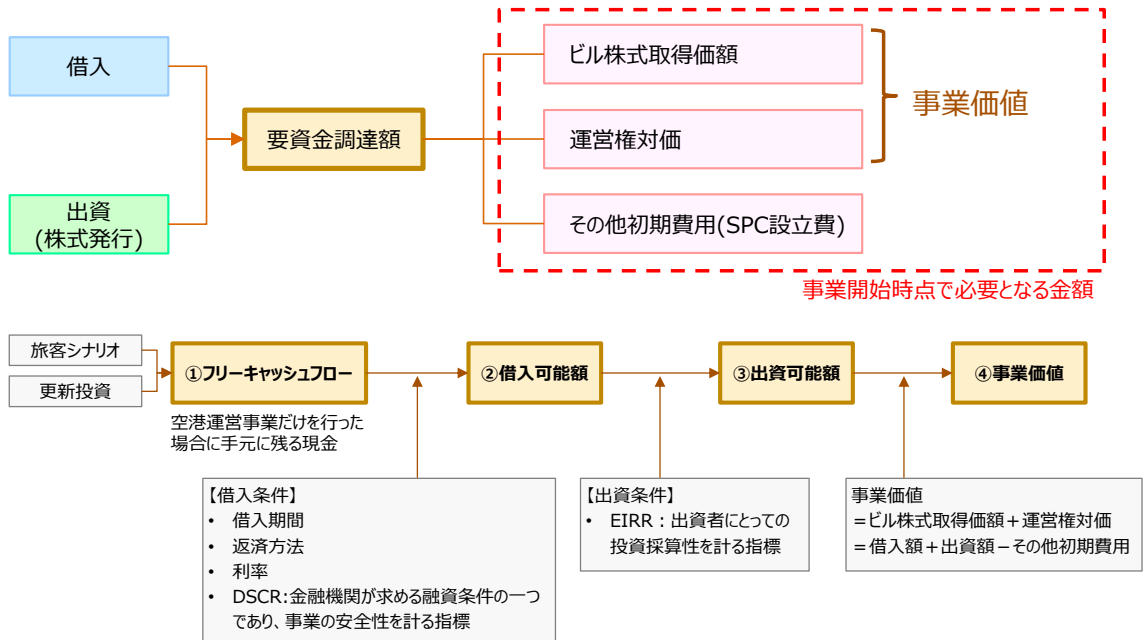 借入
出資
(株式発行)
要資金調達額
ビル株式取得価額
運営権対価
その他初期費用(SPC設立費)
事業価値
事業開始時点で必要となる金額
旅客シナリオ
更新投資
①フリーキャッシュフロー
②借入可能額
③出資可能額
④事業価値
空港運営事業だけを行った
場合に手元に残る現金
【借入条件】
• 借入期間
• 返済方法
• 利率
• DSCR:金融機関が求める融資条件の一つ
であり、事業の安全性を計る指標
【出資条件】
• EIRR：出資者にとっての
投資採算性を計る指標
事業価値
＝ビル株式取得価額＋運営権対価
＝借入額＋出資額－その他初期費用